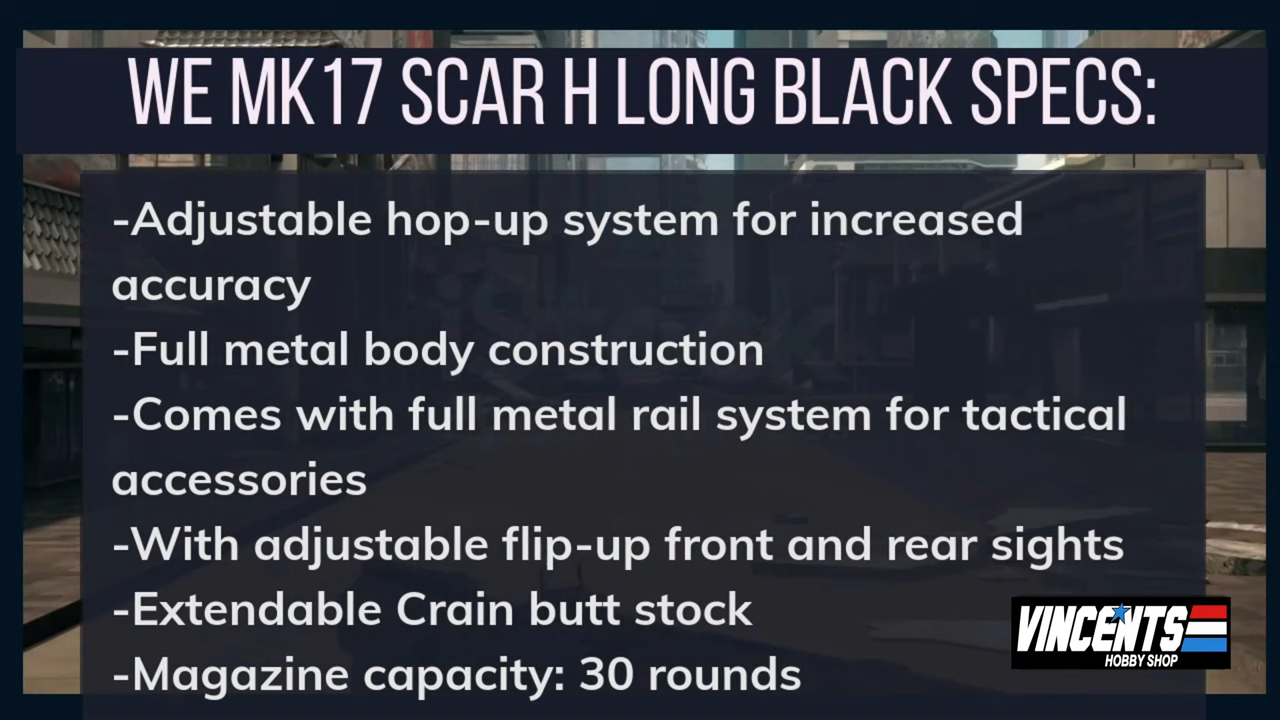 WE MK17 SCAR H LONG BLACK SPECS:
-Adjustable hop-up system for increased
accuracy
-Full metal body construction
-Comes with full metal rail system for tactical
accessories
-With adjustable flip-up front and rear sights
-Extendable Crain butt stock
-Magazine capacity: 30 rounds
VINCENTS
HOBBY SHOP